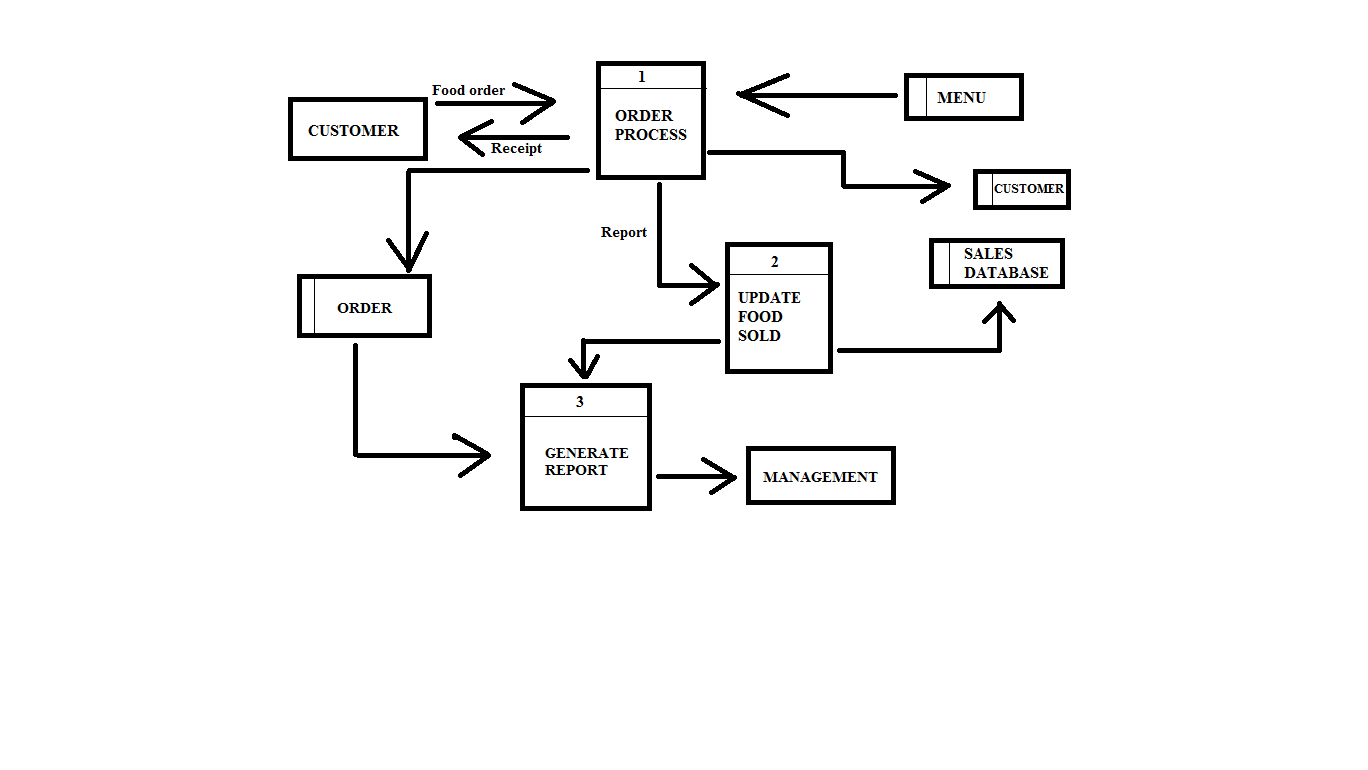 1
Food order
MENU
ORDER
PROCESS
CUSTOMER
Receipt
CUSTOMER
Report
2
SALES
DATABASE
UPDATE
FOOD
SOLD
ORDER
3
GENERATE
REPORT
MANAGEMENT